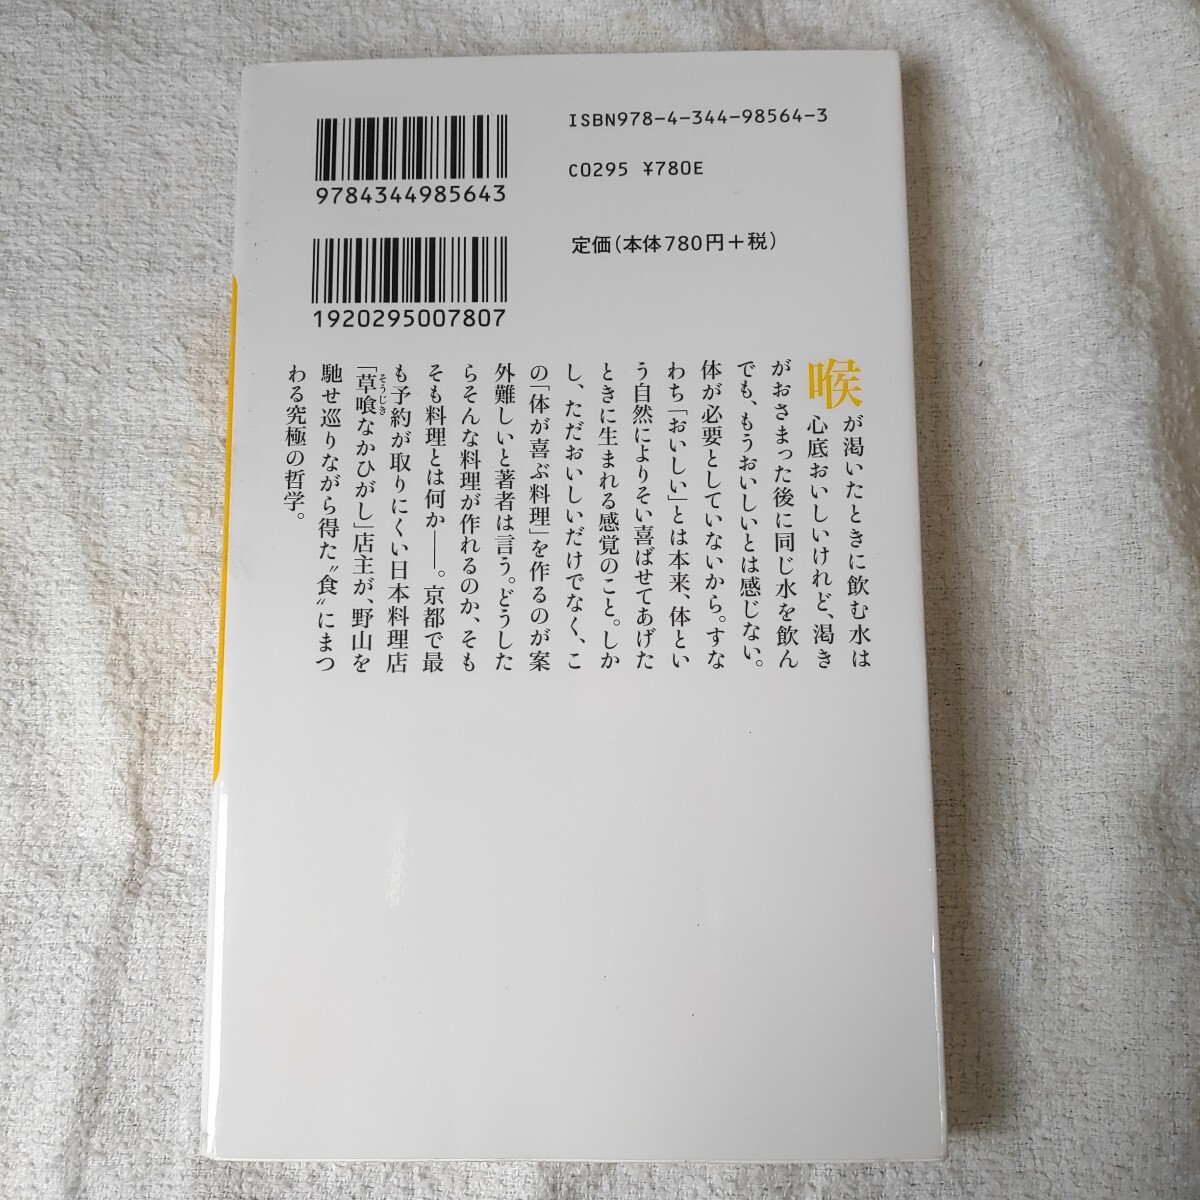 ISBN978-4-344-98564-3
9784344985643
C0295 ¥780E
定価(本体780円+税)
1920295007807
喉が渇いたときに飲む水は
心底おいしいけれど、渇き
がおさまった後に同じ水を飲ん
でも、もうおいしいとは感じない。
体が必要としていないから。すな
わち「おいしい」とは本来、体とい
う自然によりそい喜ばせてあげた
ときに生まれる感覚のこと。しか
し、ただおいしいだけでなく、こ
の「体が喜ぶ料理」を作るのが案
外難しいと著者は言う。どうした
らそんな料理が作れるのか、そも
そも料理とは何か――。京都で最
も予約が取りにくい日本料理店
「草喰なかひがし」店主が、野山を
そうじき
馳せ巡りながら得た〝食〟にまつ
わる究極の哲学。